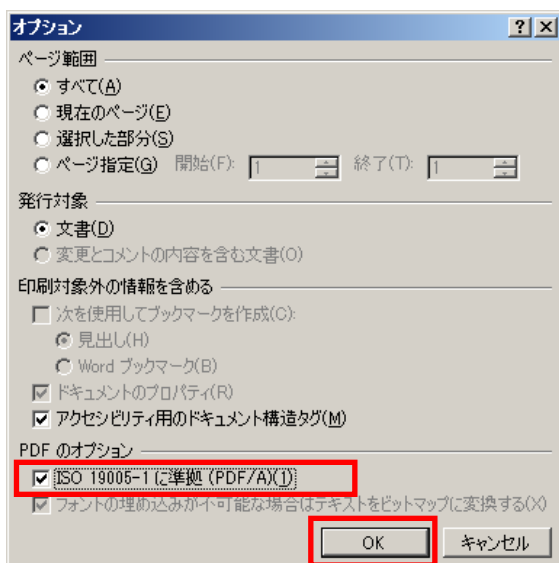 オプション
ページ範囲
すべて(A)
現在のページ(E)
選択した部分(S)
ページ指定(G) 開始(F): 1 終了(T): 1
発行対象
文書(D)
変更とコメントの内容を含む文書(O)
印刷対象外の情報を含める
次を使用してブックマークを作成(C):
見出し(H)
Word ブックマーク(B)
ドキュメントのプロパティ(R)
アクセシビリティ用のドキュメント構造タグ(M)
PDF のオプション
ISO 19005-1 に準拠 (PDF/A)(1)
フォントの埋め込みが不可能な場合はテキストをビットマップに変換する(X)
OK キャンセル